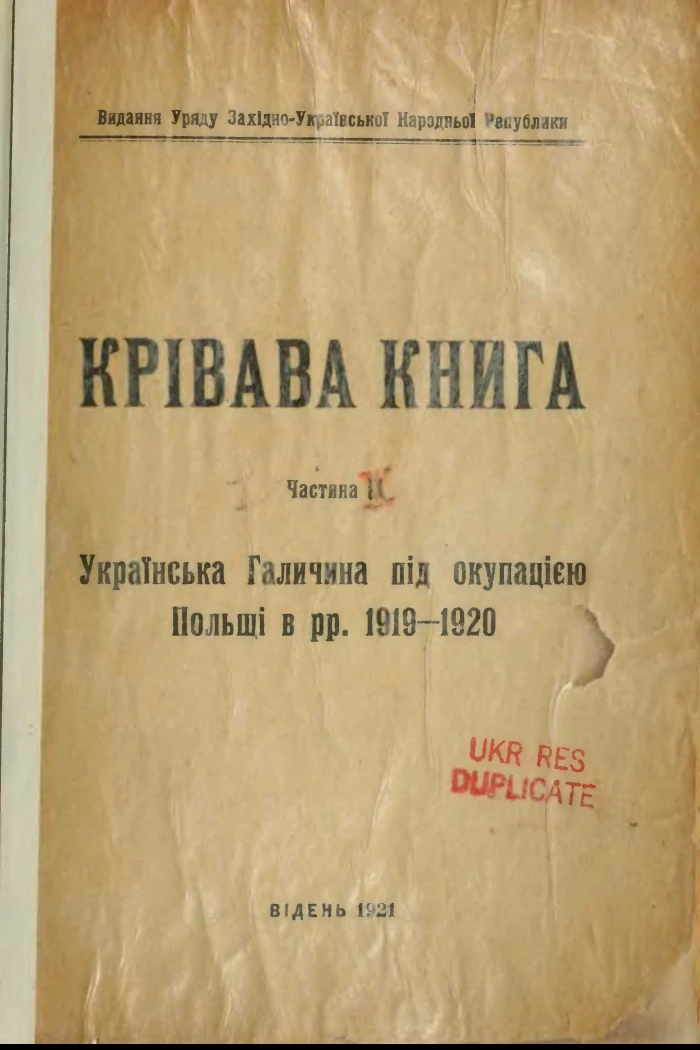 Видання Уряду Західно-Української Народньої Републики
КРІВАВА КНИГА
Частина II
Українська Галичина під окупацією
Польщі в рр. 1919—1920
UKR RES
DUPLICATE
ВІДЕНЬ 1921